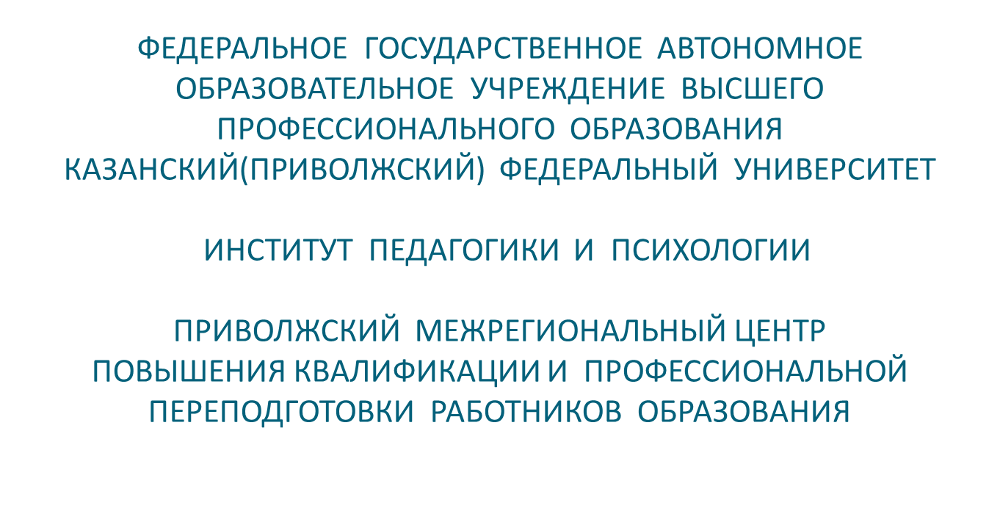 ФЕДЕРАЛЬНОЕ ГОСУДАРСТВЕННОЕ АВТОНОМНОЕ
ОБРАЗОВАТЕЛЬНОЕ УЧРЕЖДЕНИЕ ВЫСШЕГО
ПРОФЕССИОНАЛЬНОГО ОБРАЗОВАНИЯ
КАЗАНСКИЙ(ПРИВОЛЖСКИЙ) ФЕДЕРАЛЬНЫЙ УНИВЕРСИТЕТ
ИНСТИТУТ ПЕДАГОГИКИ И ПСИХОЛОГИИ
ПРИВОЛЖСКИЙ МЕЖРЕГИОНАЛЬНЫЙ ЦЕНТР
ПОВЫШЕНИЯ КВАЛИФИКАЦИИ И ПРОФЕССИОНАЛЬНОЙ
ПЕРЕПОДГОТОВКИ РАБОТНИКОВ ОБРАЗОВАНИЯ